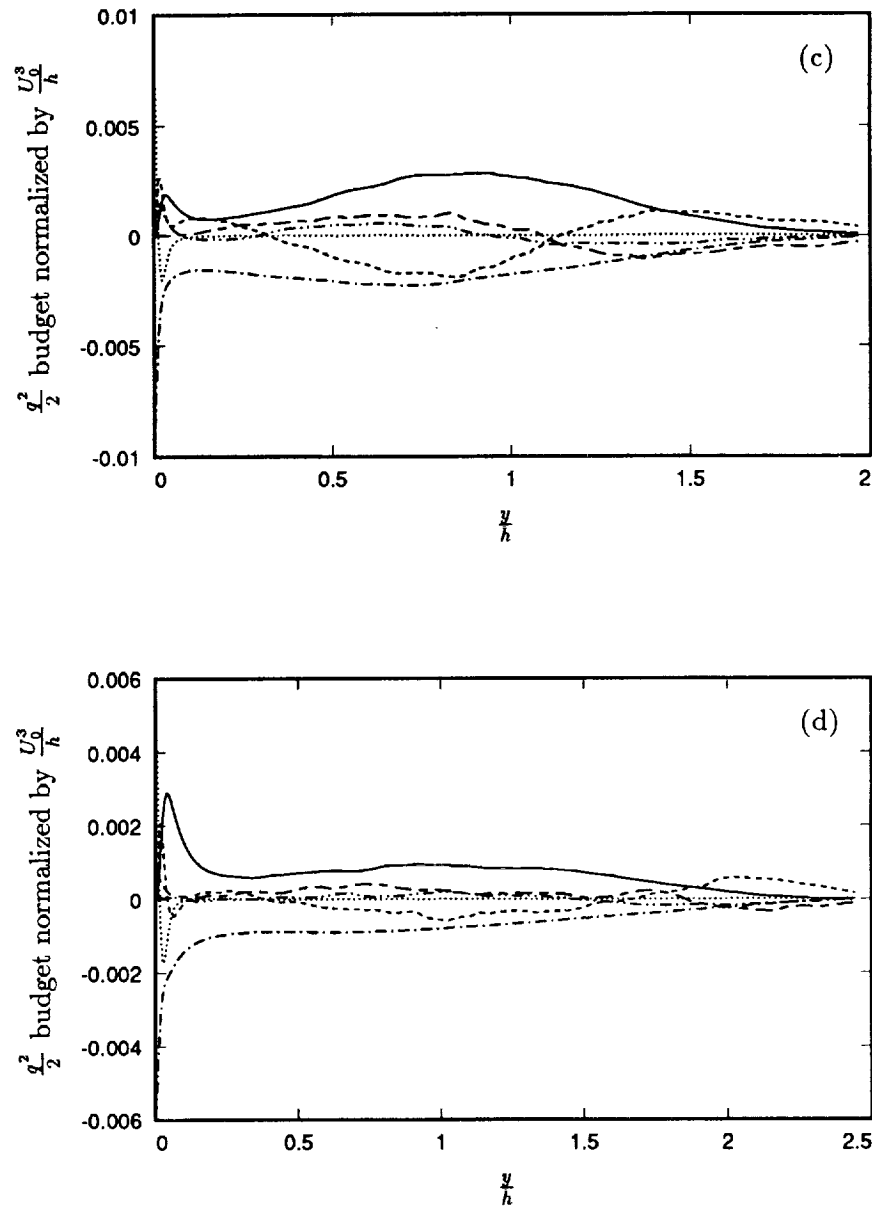 (c)
q²/2 budget normalized by U₀³/h
0.01
0.005
0
-0.005
-0.01
0 0.5 1 1.5 2
y/h
(d)
q²/2 budget normalized by U₀³/h
0.006
0.004
0.002
0
-0.002
-0.004
-0.006
0 0.5 1 1.5 2 2.5
y/h